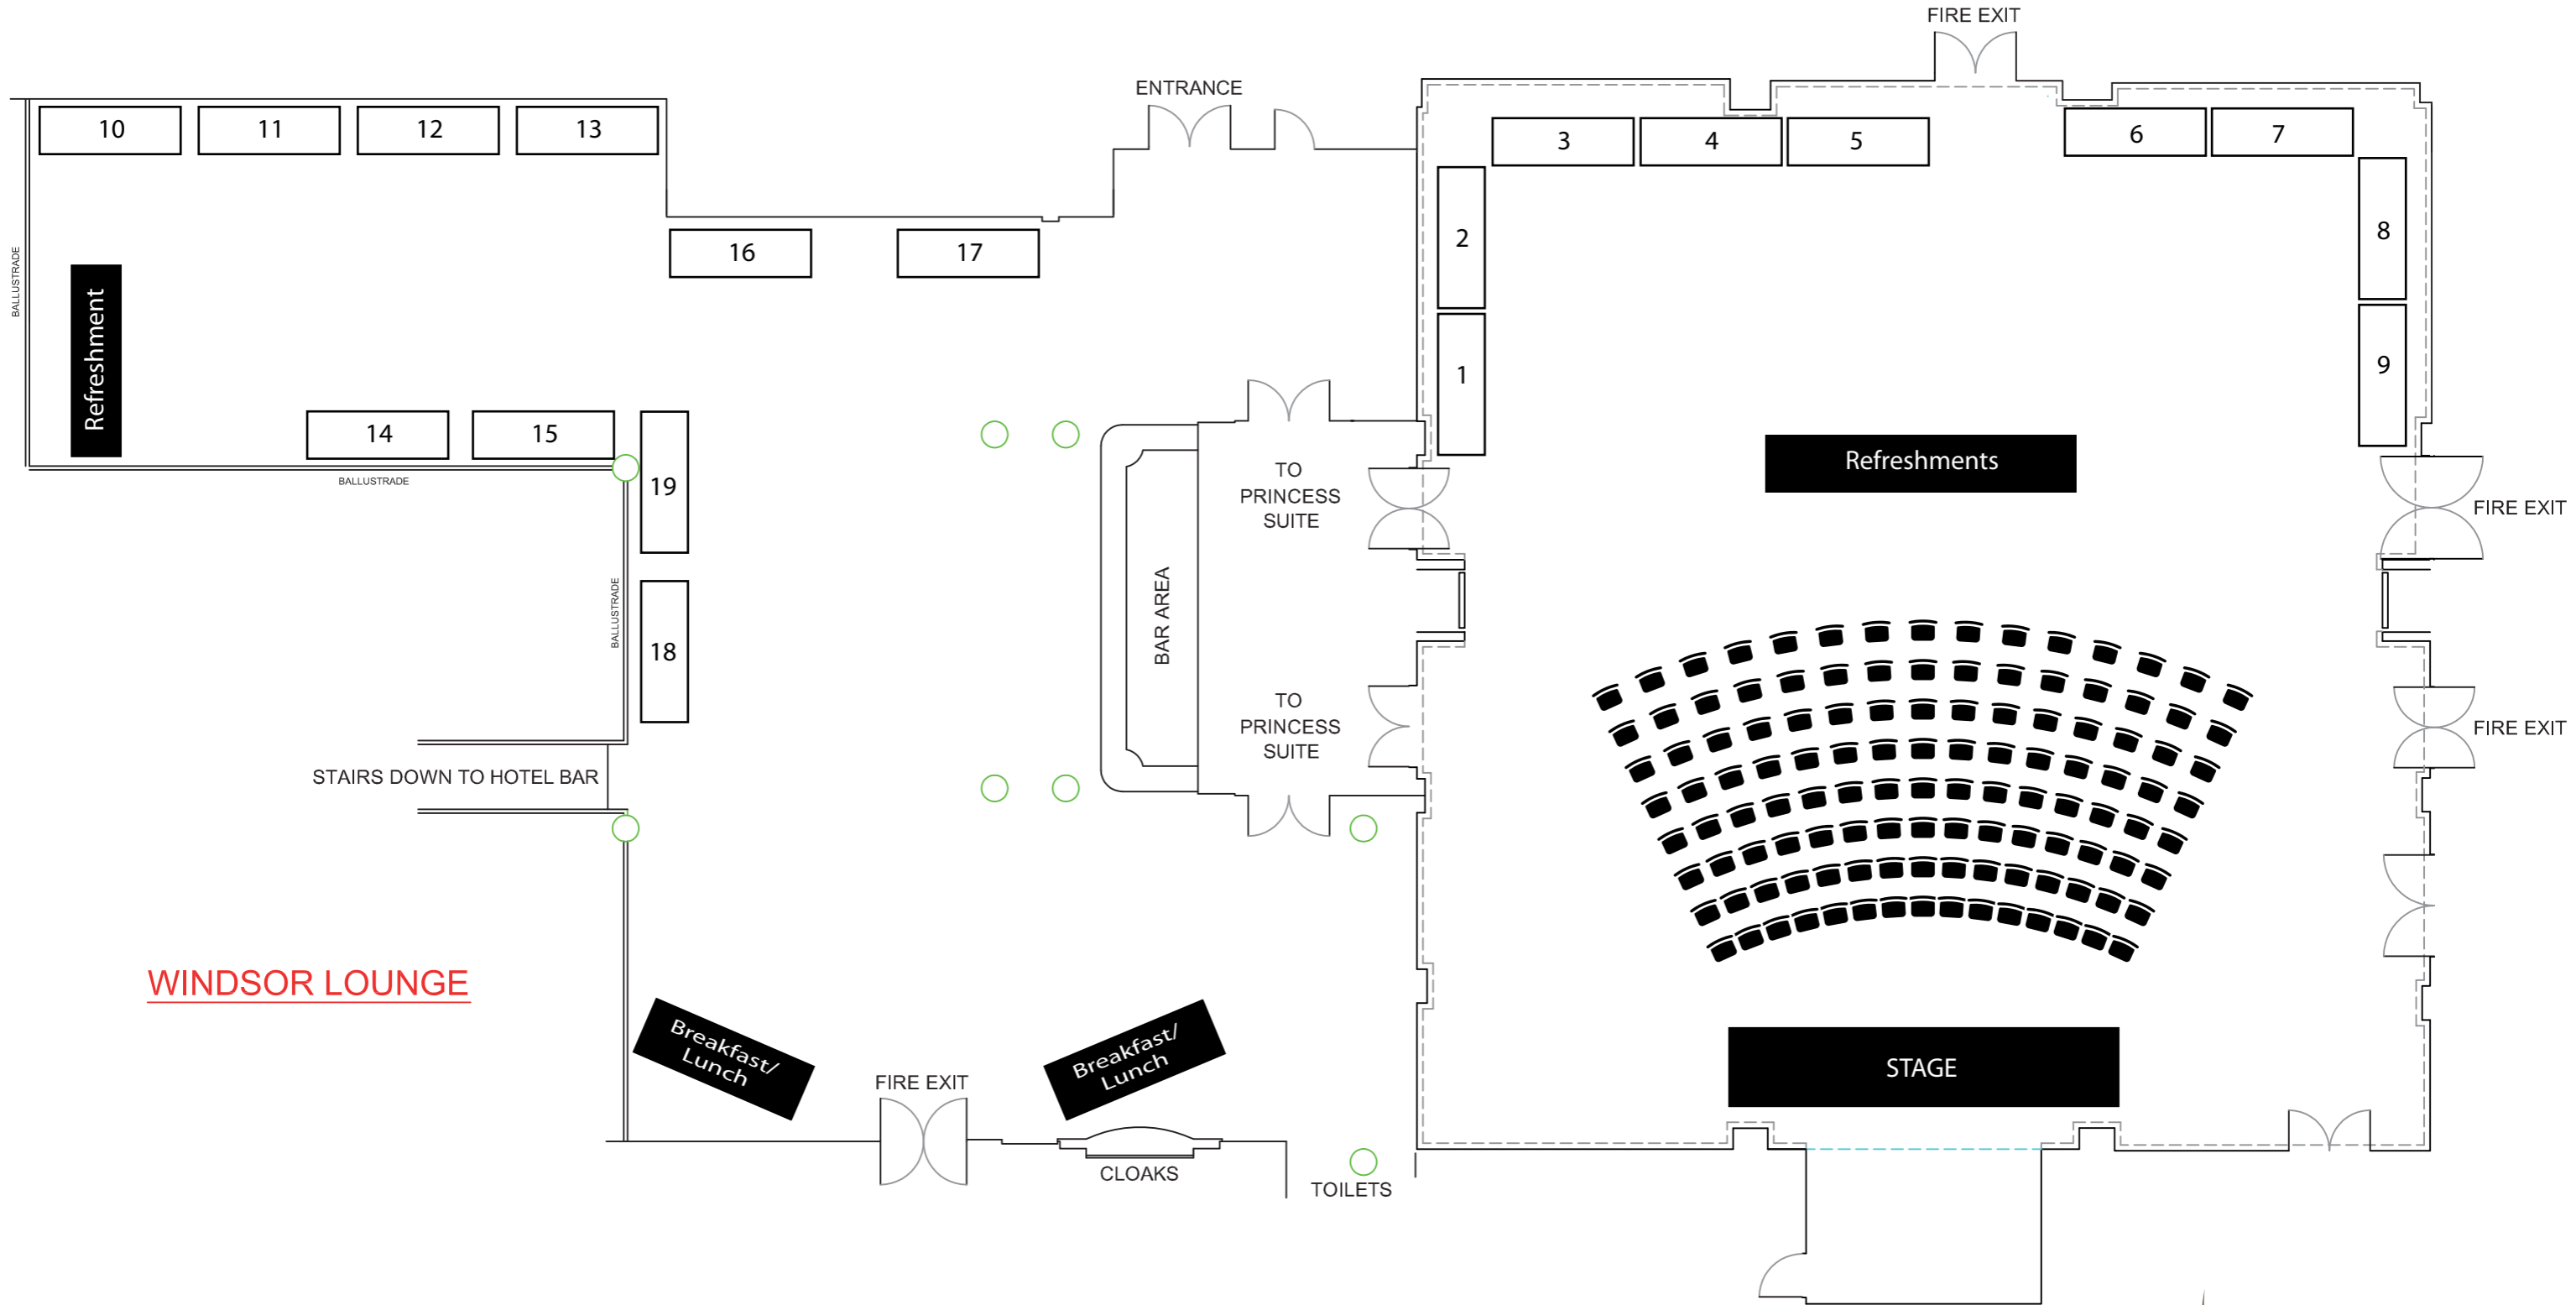 FIRE EXIT
ENTRANCE
10
11
12
13
3
4
5
6
7
2
8
16
17
BALLUSTRADE
Refreshment
1
9
14
15
BALLUSTRADE
19
TO
PRINCESS
SUITE
Refreshments
FIRE EXIT
BALLUSTRADE
18
BAR AREA
TO
PRINCESS
SUITE
FIRE EXIT
STAIRS DOWN TO HOTEL BAR
WINDSOR LOUNGE
Breakfast/
Lunch
Breakfast/
Lunch
FIRE EXIT
STAGE
CLOAKS
TOILETS